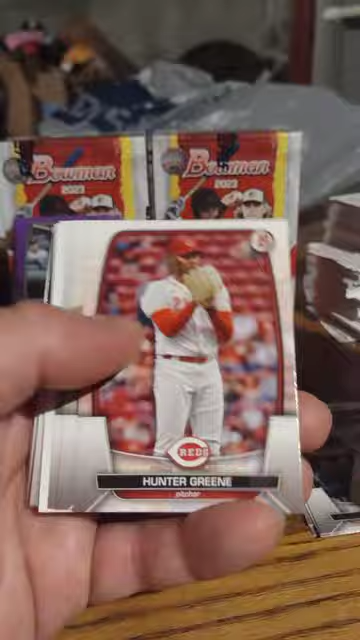 Bowman
2023
Bowman
2023
REDS
HUNTER GREENE
pitcher